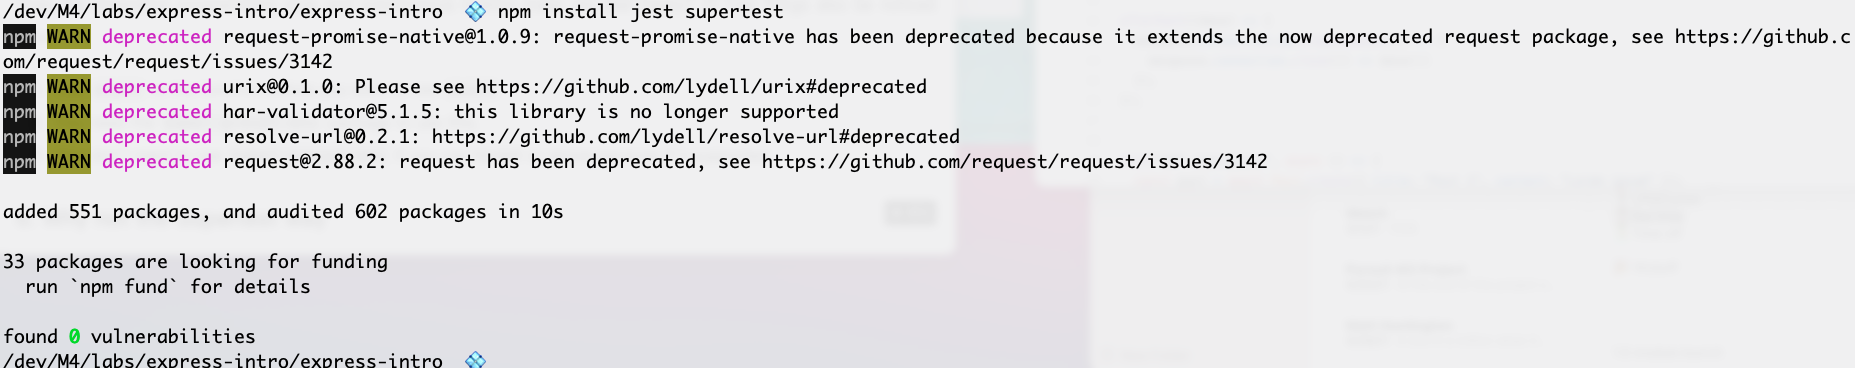 /dev/M4/labs/express-intro/express-intro 💠 npm install jest supertest
npm WARN deprecated request-promise-native@1.0.9: request-promise-native has been deprecated because it extends the now deprecated request package, see https://github.c
om/request/request/issues/3142
npm WARN deprecated urix@0.1.0: Please see https://github.com/lydell/urix#deprecated
npm WARN deprecated har-validator@5.1.5: this library is no longer supported
npm WARN deprecated resolve-url@0.2.1: https://github.com/lydell/resolve-url#deprecated
npm WARN deprecated request@2.88.2: request has been deprecated, see https://github.com/request/request/issues/3142
added 551 packages, and audited 602 packages in 10s
33 packages are looking for funding
run `npm fund` for details
found 0 vulnerabilities
/dev/M4/labs/express-intro/express-intro 💠